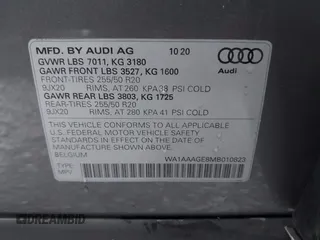 MFD. BY AUDI AG 10 20
GVWR LBS 7011, KG 3180
GAWR FRONT LBS 3527, KG 1600
FRONT-TIRES 255/50 R20
9JX20 RIMS, AT 260 KPA 38 PSI COLD
GAWR REAR LBS 3803, KG 1725
REAR-TIRES 255/50 R20
9JX20 RIMS, AT 280 KPA 41 PSI COLD
Audi
THIS VEHICLE CONFORMS TO ALL APPLICABLE
U.S. FEDERAL MOTOR VEHICLE SAFETY
STANDARDS IN EFFECT ON THE DATE OF
MANUFACTURE SHOWN ABOVE.
BELGIUM WA1AAAGE8MB010823
TYPE
MPV
DREAMBID